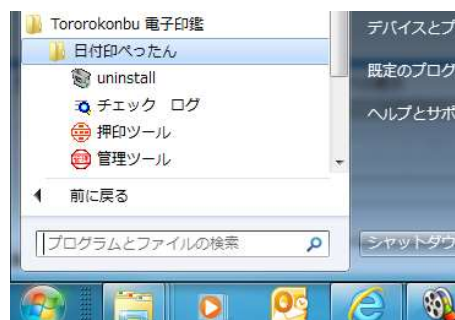 Tororokonbu 電子印鑑
日付印ぺったん
uninstall
チェック ログ
押印ツール
管理ツール
前に戻る
プログラムとファイルの検索
デバイスとプ
既定のプログ
ヘルプとサポ
シャットダウ